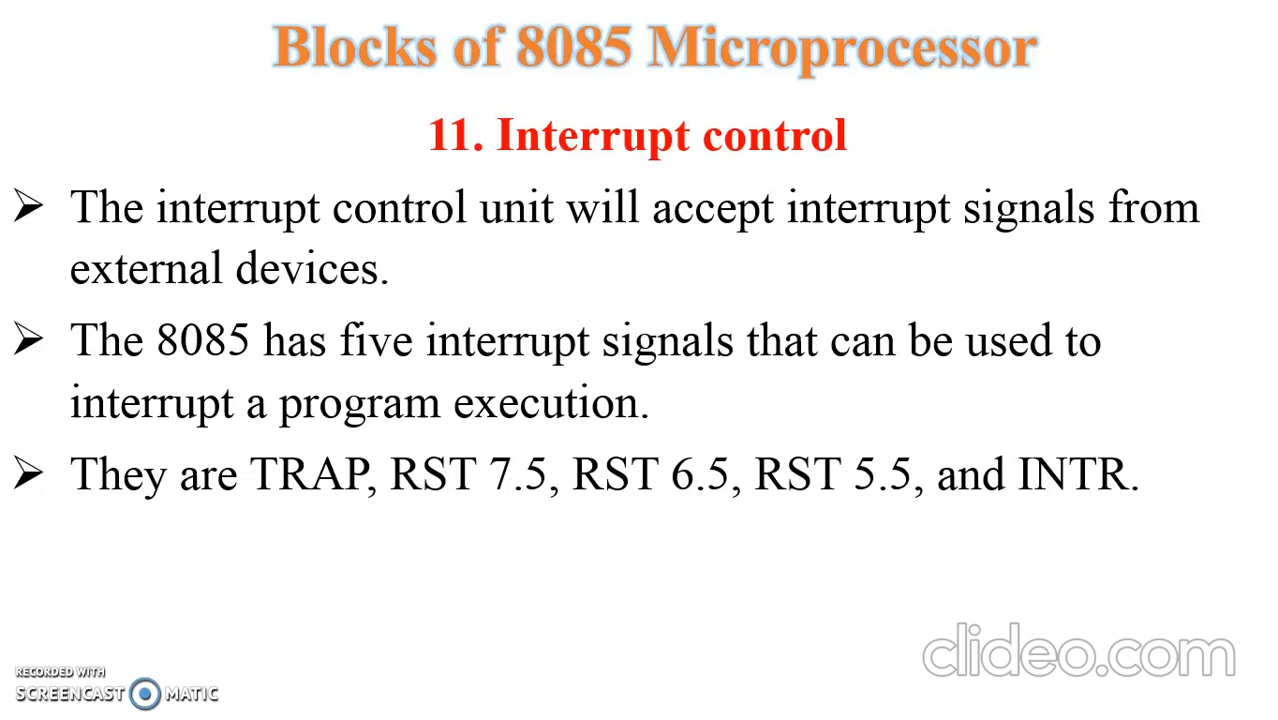 Blocks of 8085 Microprocessor
11. Interrupt control
➢ The interrupt control unit will accept interrupt signals from
external devices.
➢ The 8085 has five interrupt signals that can be used to
interrupt a program execution.
➢ They are TRAP, RST 7.5, RST 6.5, RST 5.5, and INTR.
clideo.com
RECORDED WITH
SCREENCAST MATIC